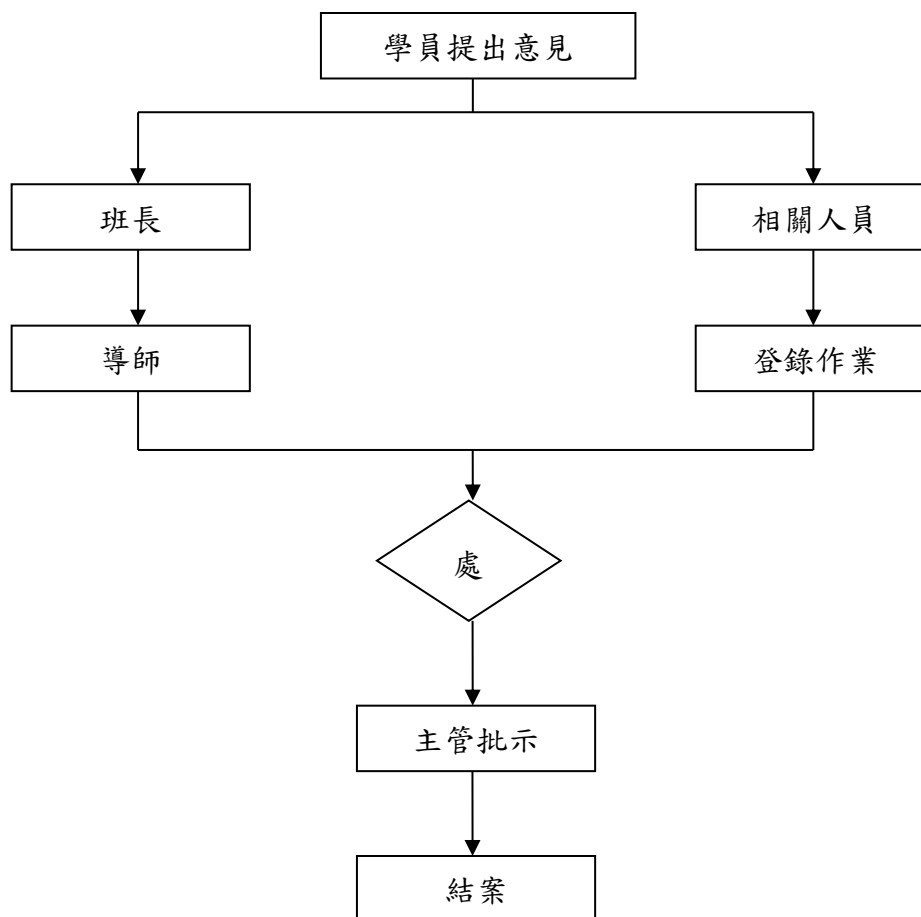 學員提出意見
班長
相關人員
導師
登錄作業
處
主管批示
結案